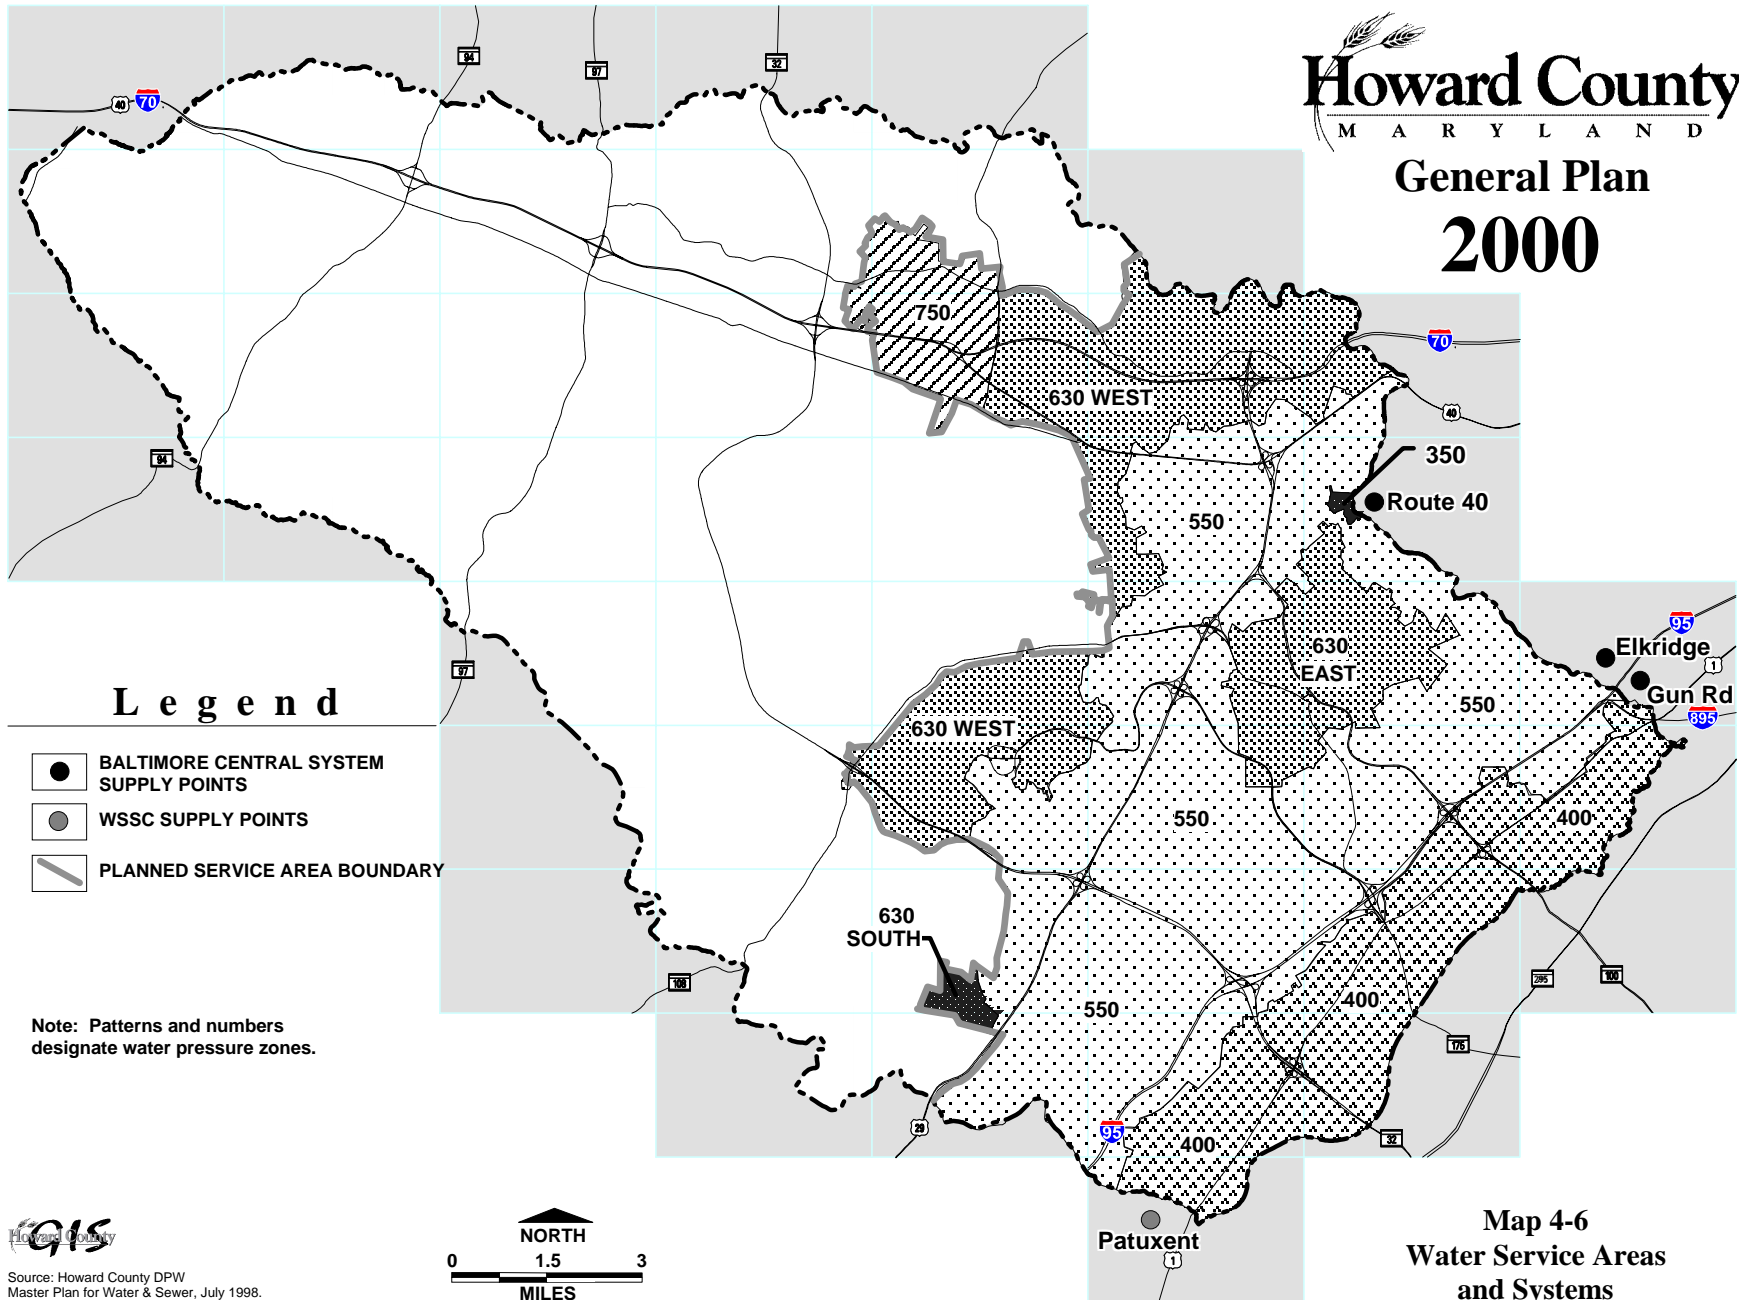 Howard County
MARYLAND
General Plan
2000
94
97
32
40
70
750
630 WEST
70
40
350
Route 40
94
550
95
Elkridge
1
630
EAST
Gun Rd
97
550
895
630 WEST
Legend
BALTIMORE CENTRAL SYSTEM
SUPPLY POINTS
WSSC SUPPLY POINTS
PLANNED SERVICE AREA BOUNDARY
550
400
630
SOUTH
108
295
100
400
550
Note: Patterns and numbers
designate water pressure zones.
175
29
95
400
32
Patuxent
1
Howard County
GIS
Source: Howard County DPW
Master Plan for Water & Sewer, July 1998.
NORTH
0 1.5 3
MILES
Map 4-6
Water Service Areas
and Systems